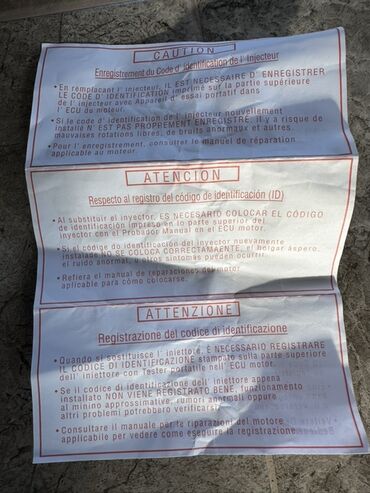 CAUTION
Enregistrement du Code d' identification de l' Injecteur
• En remplacant l' injecteur, IL EST NECESSAIRE D' ENREGISTRER
LE CODE D' IDENTIFICATION imprimé sur la partie supérieure
de l' injecteur avec Appareil d' essai portatif dans
l' ECU du moteur.
• Si le code d' identification de l' injecteur nouvellement
installé N' EST PAS PROPREMENT ENREGISTRE, il y a risque de
mauvaises rotations libres, de bruits anormaux et autres.
• Pour l' enregistrement, consulter le manuel de réparation
applicable au moteur.
ATENCION
Respecto al registro del código de identificación (ID)
• Al substituir el inyector, ES NECESARIO COLOCAR EL CÓDIGO
de identificación impreso en la parte superior del
inyector con el Probador Manual en el ECU motor.
• Si el código do identificación del inyector nuevamente
instalado NO SE COLOCA CORRECTAMAENTE, el holgar áspero,
el ruido anormal, u otros síntomas pueden ocurrir.
• Refiera el manual de reparaciones del motor
aplicable para cómo colocarse.
ATTENZIONE
Registrazione del codice di identificazione
• Quando si sostituisce l' iniettore, È NECESSARIO REGISTRARE
IL CODICE DI IDENTIFICAZIONE stampato sulla parte superiore
dell' iniettore con Tester portatile nell' ECU motore.
• Se il codice di identificazione dell' iniettore appena
installato NON VIENE REGISTRATO BENE, funzionamento
al minino approssimative, rumori anormali oppure
altri problemi potrebbero verificarsi.
• Consultare il manuale per le riparazioni del motore
applicabile per vedere come eseguire la registrazione.